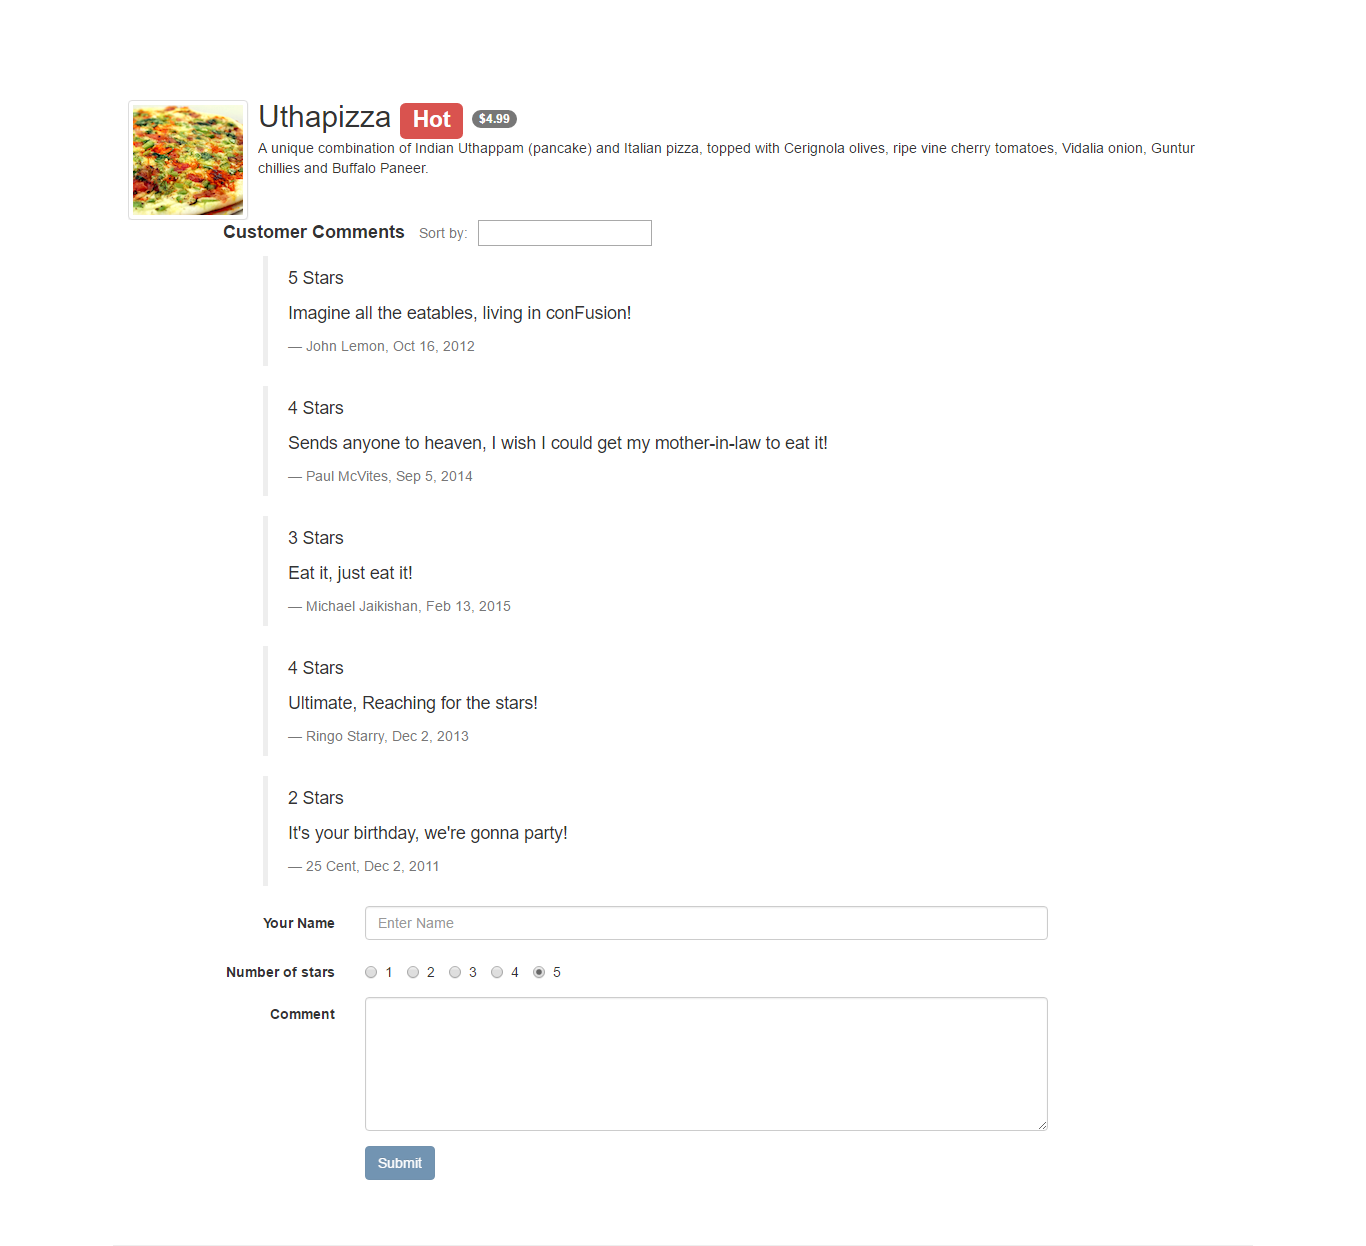 Uthapizza Hot $4.99
A unique combination of Indian Uthappam (pancake) and Italian pizza, topped with Cerignola olives, ripe vine cherry tomatoes, Vidalia onion, Guntur
chillies and Buffalo Paneer.
Customer Comments Sort by:
5 Stars
Imagine all the eatables, living in conFusion!
— John Lemon, Oct 16, 2012
4 Stars
Sends anyone to heaven, I wish I could get my mother-in-law to eat it!
— Paul McVites, Sep 5, 2014
3 Stars
Eat it, just eat it!
— Michael Jaikishan, Feb 13, 2015
4 Stars
Ultimate, Reaching for the stars!
— Ringo Starry, Dec 2, 2013
2 Stars
It's your birthday, we're gonna party!
— 25 Cent, Dec 2, 2011
Your Name Enter Name
Number of stars 1 2 3 4 5
Comment
Submit